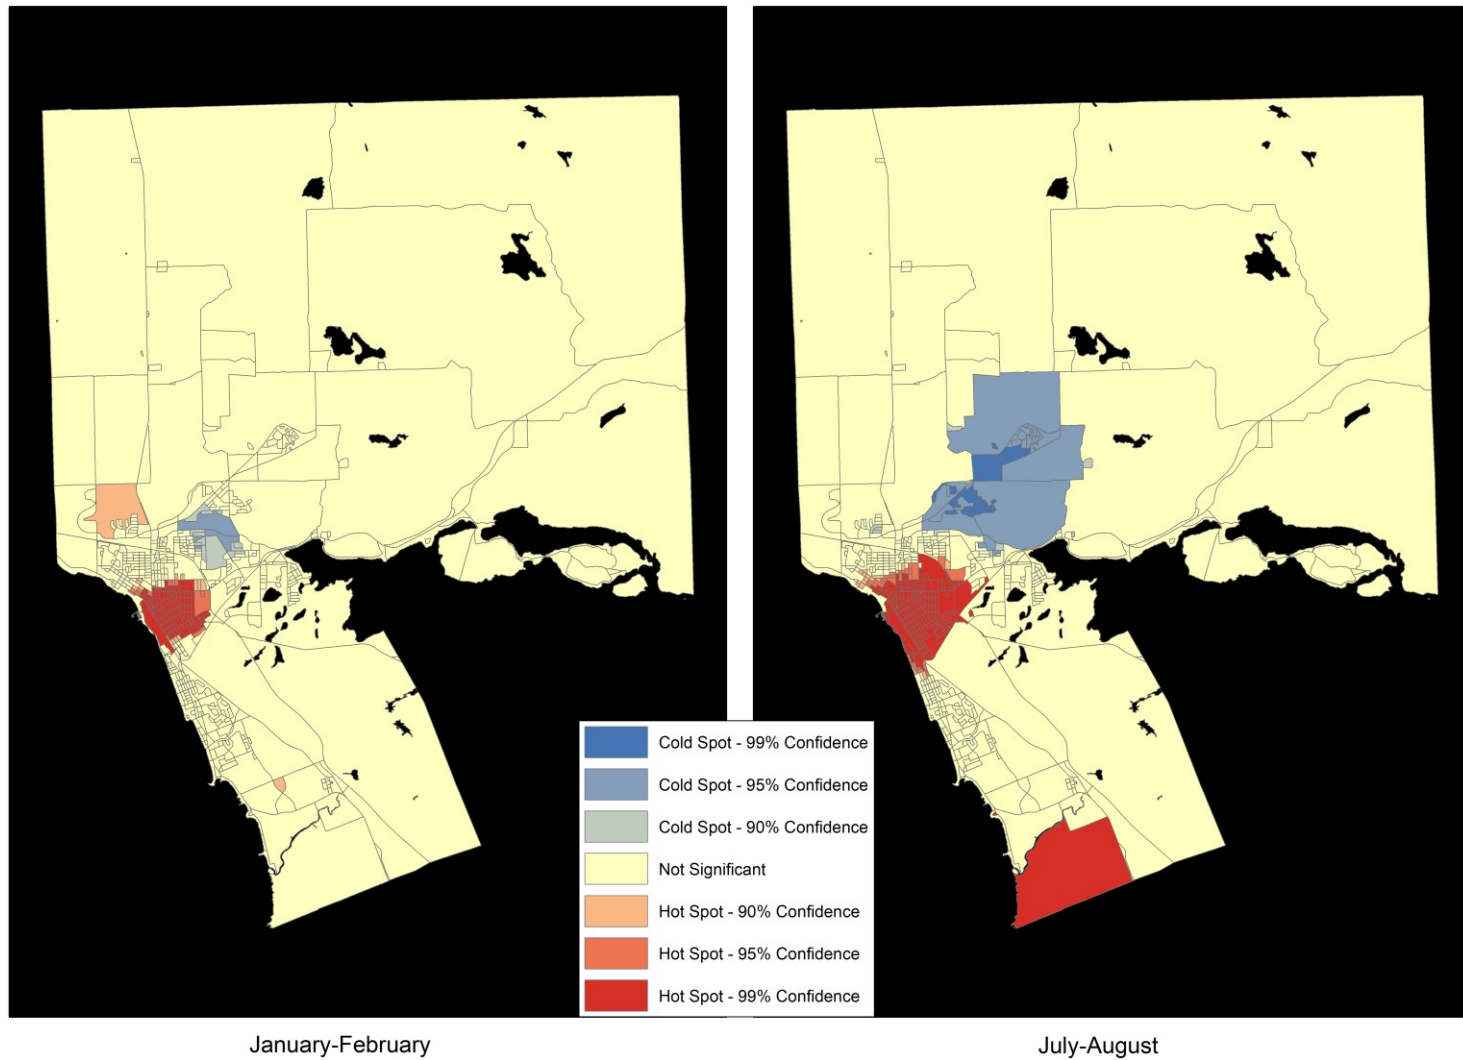 Cold Spot - 99% Confidence
Cold Spot - 95% Confidence
Cold Spot - 90% Confidence
Not Significant
Hot Spot - 90% Confidence
Hot Spot - 95% Confidence
Hot Spot - 99% Confidence
January-February
July-August